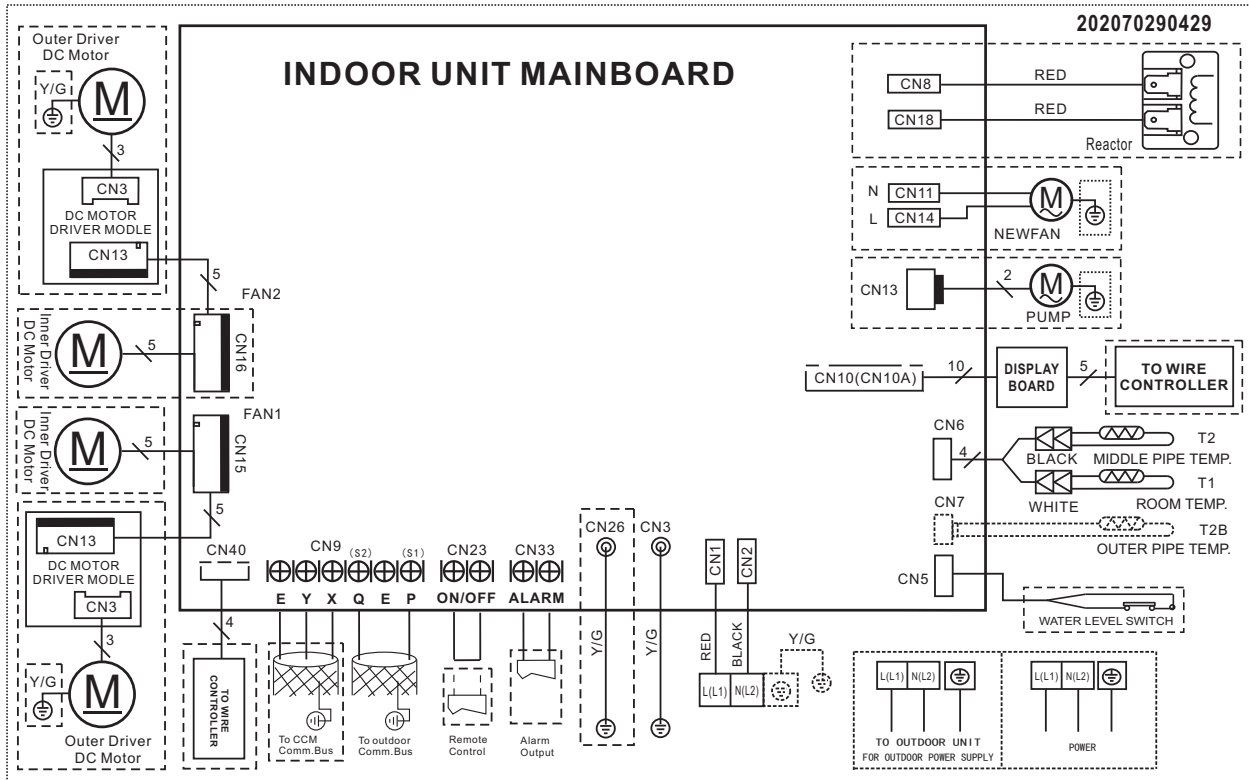 202070290429
INDOOR UNIT MAINBOARD
Outer Driver
DC Motor
Y/G
M
3
CN3
DC MOTOR
DRIVER MODLE
CN13
5
FAN2
Inner Driver
DC Motor
M
5
CN16
FAN1
Inner Driver
DC Motor
M
5
CN15
5
CN13
DC MOTOR
DRIVER MODLE
CN3
3
Y/G
M
Outer Driver
DC Motor
CN40
4
TO WIRE
CONTROLLER
CN9
(S2)
(S1)
E Y X Q E P
To CCM
Comm.Bus
To outdoor
Comm.Bus
CN23
ON/OFF
Remote
Control
CN33
ALARM
Alarm
Output
CN26
Y/G
CN3
Y/G
CN1
RED
CN2
BLACK
L(L1) N(L2)
Y/G
CN8
RED
CN18
RED
Reactor
N CN11
L CN14
M
NEWFAN
CN13
2
M
PUMP
CN10(CN10A)
10
DISPLAY
BOARD
5
TO WIRE
CONTROLLER
CN6
4
BLACK
T2
MIDDLE PIPE TEMP.
WHITE
T1
ROOM TEMP.
CN7
T2B
OUTER PIPE TEMP.
CN5
WATER LEVEL SWITCH
L(L1) N(L2)
TO OUTDOOR UNIT
FOR OUTDOOR POWER SUPPLY
L(L1) N(L2)
POWER